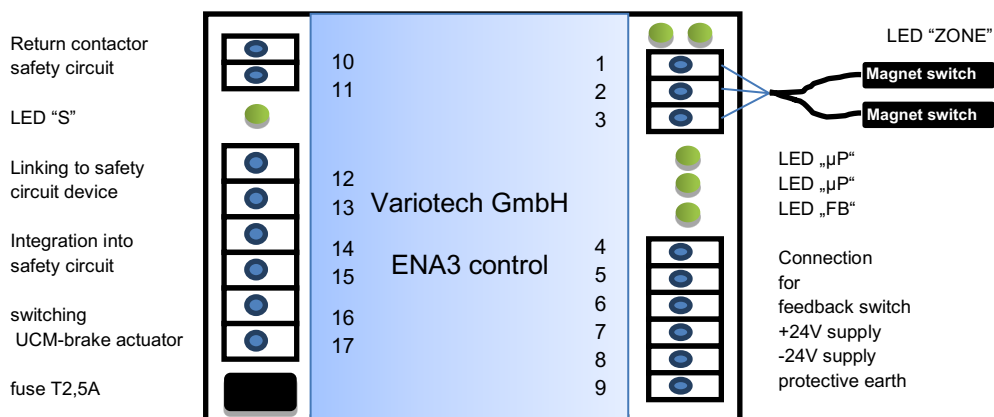 Return contactor
safety circuit
LED “S”
Linking to safety
circuit device
Integration into
safety circuit
switching
UCM-brake actuator
fuse T2,5A
10
11
12
13
14
15
16
17
Variotech GmbH
ENA3 control
1
2
3
4
5
6
7
8
9
LED “ZONE”
Magnet switch
Magnet switch
LED „µP“
LED „µP“
LED „FB“
Connection
for
feedback switch
+24V supply
-24V supply
protective earth